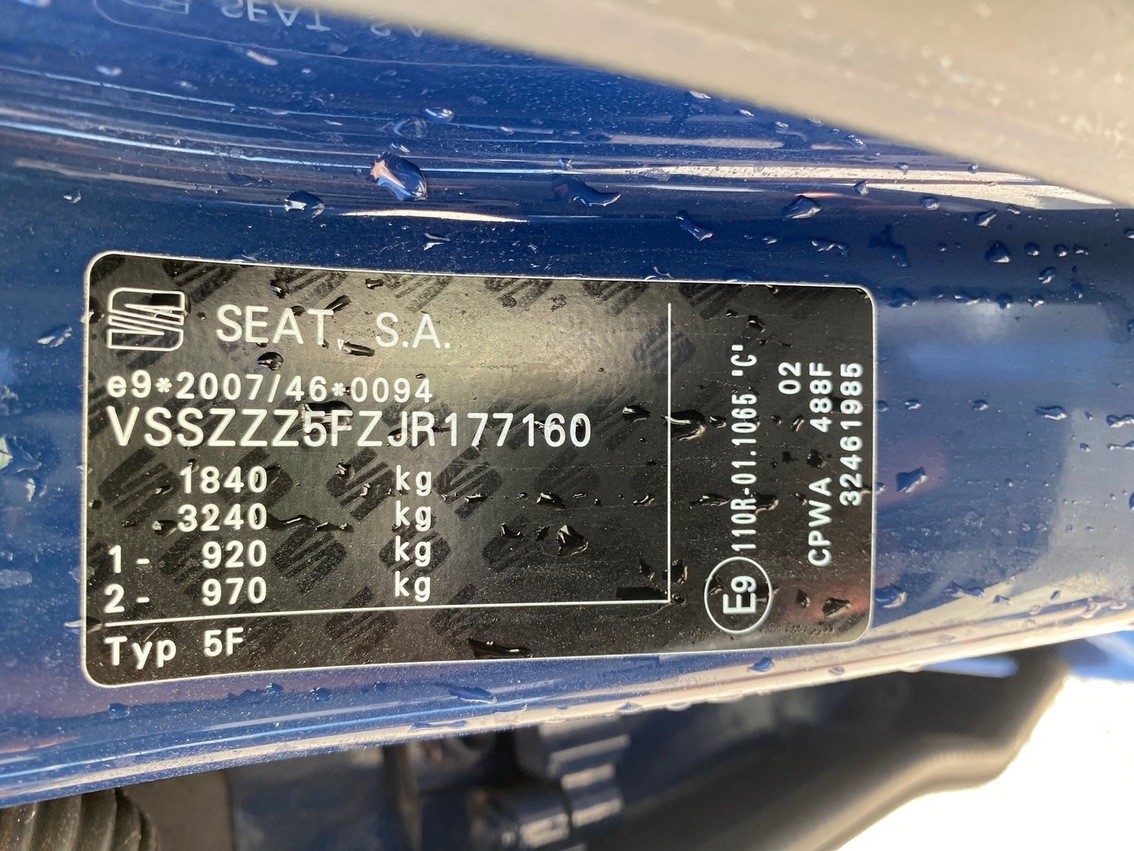 SEAT, S.A.
e9*2007/46*0094
VSSZZZ5FZJR177160
1840 kg
3240 kg
1- 920 kg
2- 970 kg
Typ 5F
E9 110R-01.1065 "C"
02
CPWA 488F
32461985